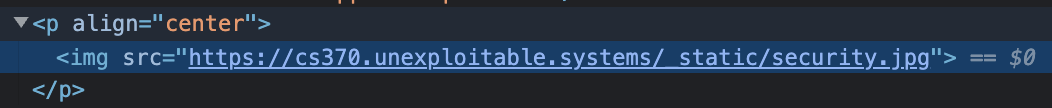 ▼<p align="center">
<img src="https://cs370.unexploitable.systems/_static/security.jpg"> == $0
</p>